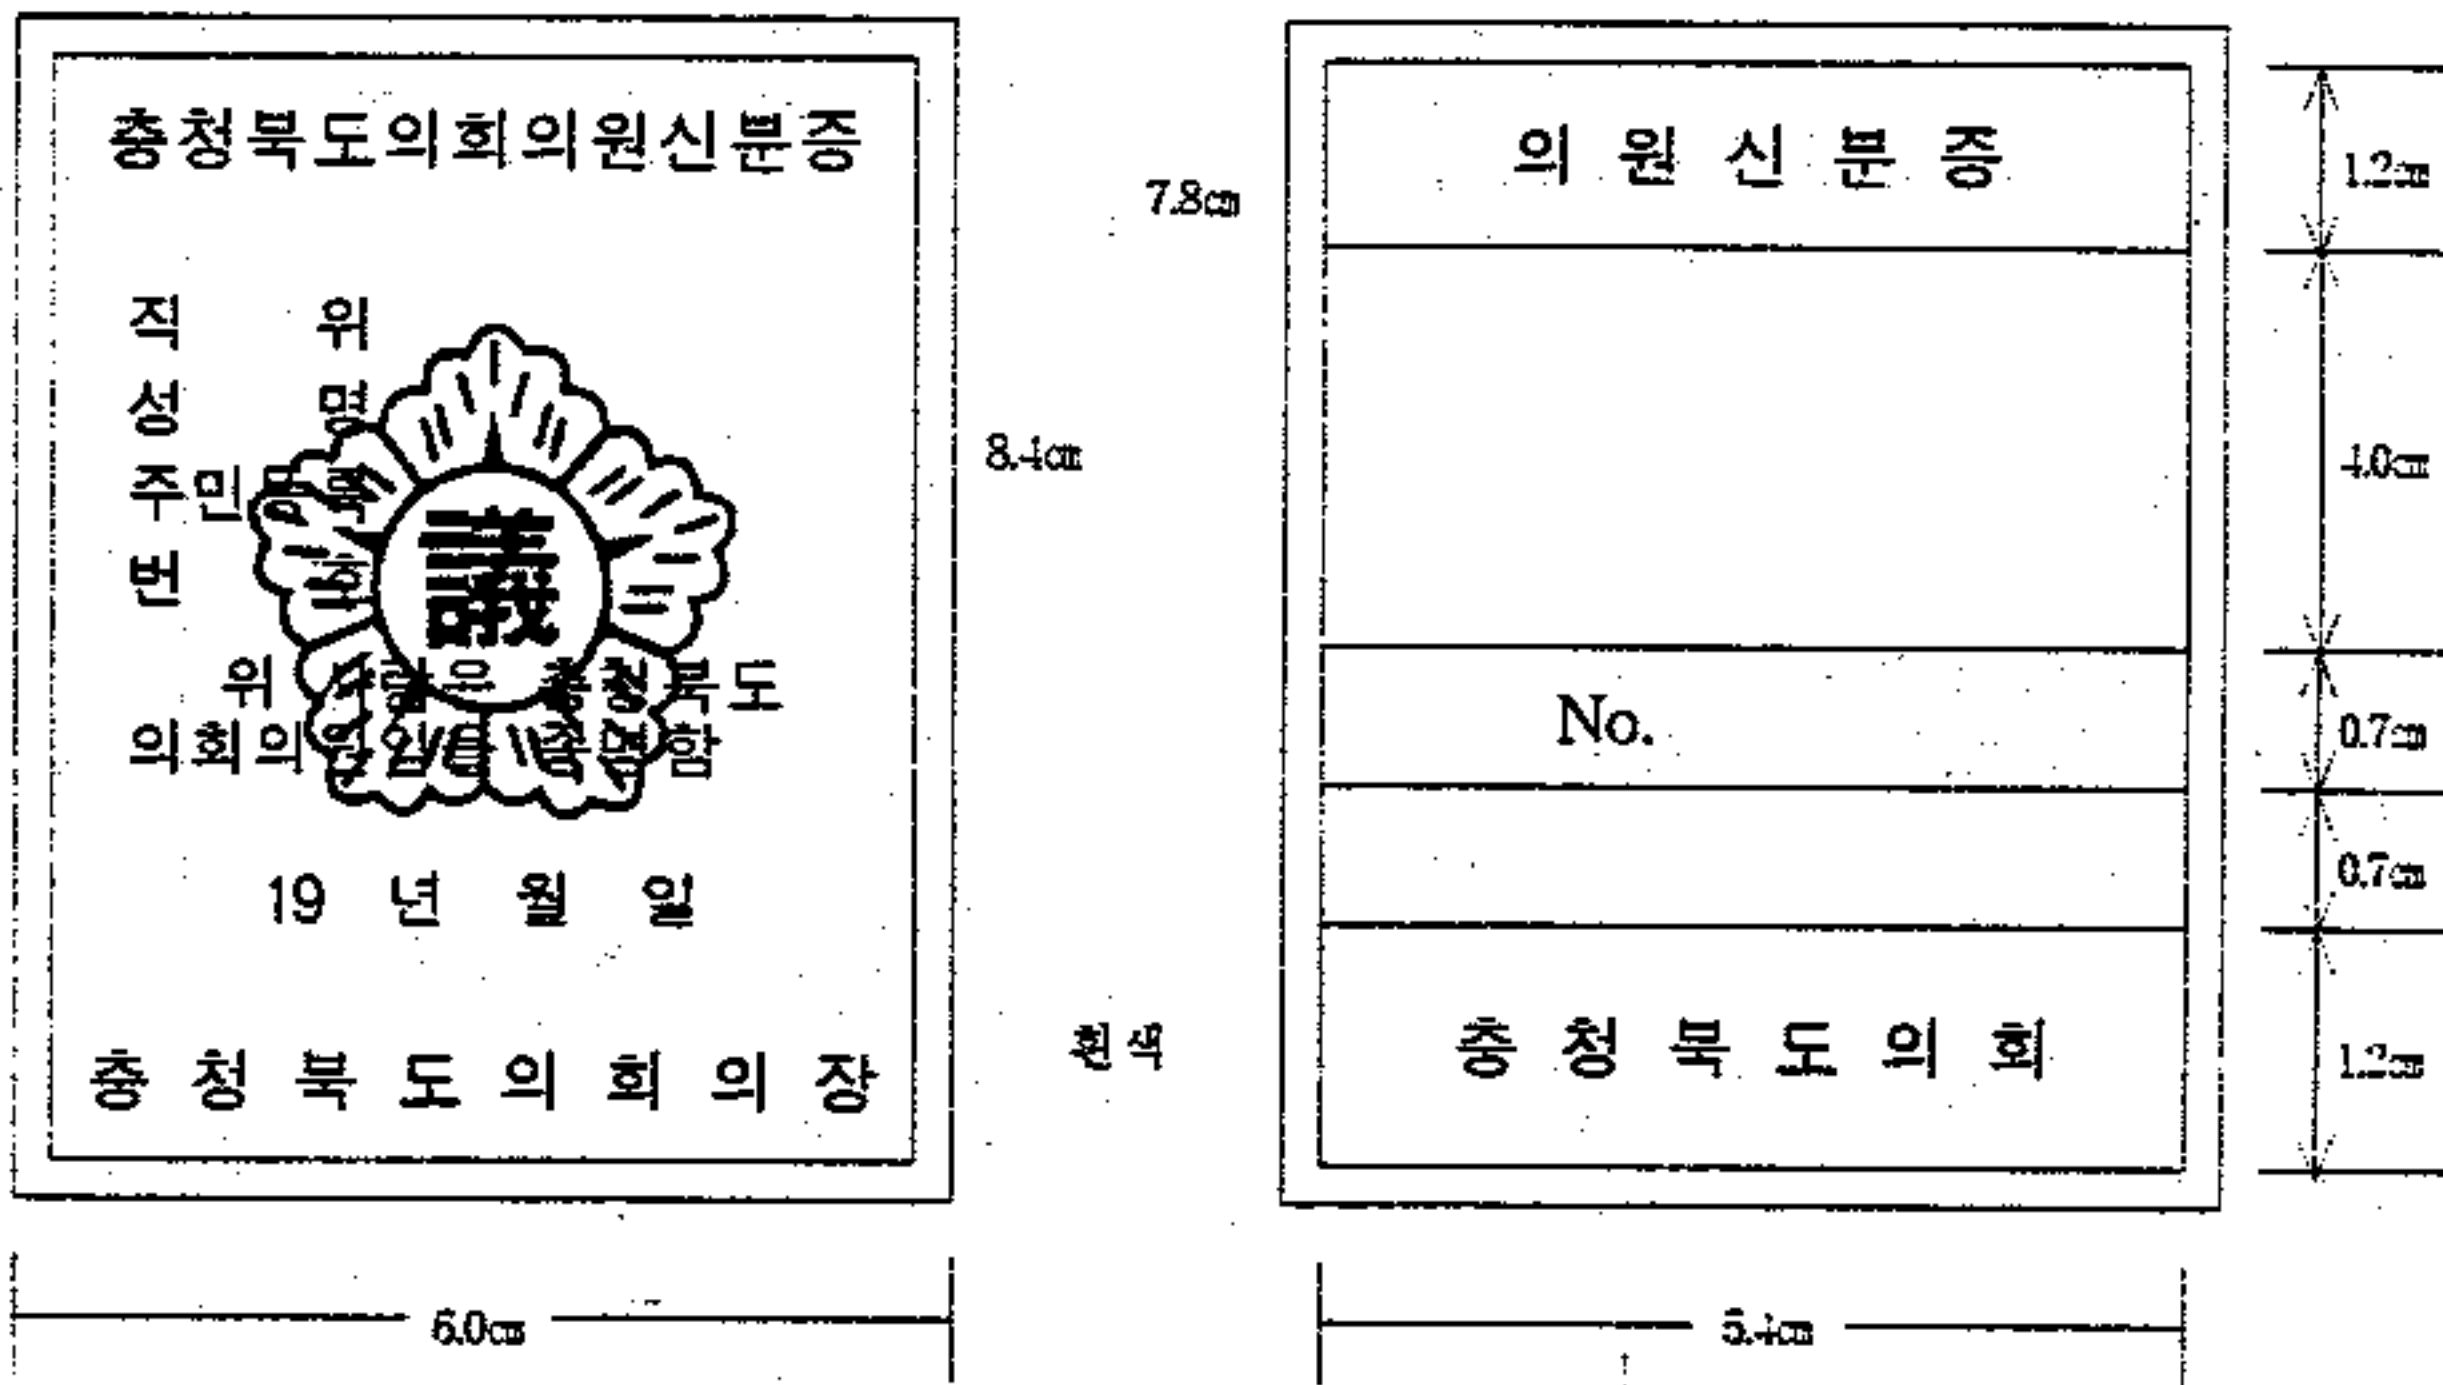 충청북도의회의원신분증
적 위
성 명
주민등록
번 호
議
위 사람은 충청북도
의회의원임을 증명함
19 년 월 일
충청북도의회의장
8.4㎝
6.0㎝
7.8㎝
흰색
의원신분증
No.
충청북도의회
1.2㎝
4.0㎝
0.7㎝
0.7㎝
1.2㎝
5.4㎝